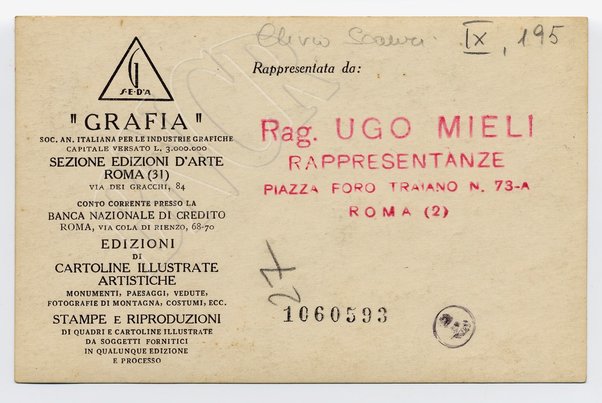 S·E·D'A
"GRAFIA"
SOC. AN. ITALIANA PER LE INDUSTRIE GRAFICHE
CAPITALE VERSATO L. 3.000.000
SEZIONE EDIZIONI D'ARTE
ROMA (31)
VIA DEI GRACCHI, 84
CONTO CORRENTE PRESSO LA
BANCA NAZIONALE DI CREDITO
ROMA, VIA COLA DI RIENZO, 68-70
EDIZIONI
DI
CARTOLINE ILLUSTRATE
ARTISTICHE
MONUMENTI, PAESAGGI, VEDUTE,
FOTOGRAFIE DI MONTAGNA, COSTUMI, ECC.
STAMPE E RIPRODUZIONI
DI QUADRI E CARTOLINE ILLUSTRATE
DA SOGGETTI FORNITICI
IN QUALUNQUE EDIZIONE
E PROCESSO
IX, 195
Rappresentata da:
Rag. UGO MIELI
RAPPRESENTANZE
PIAZZA FORO TRAIANO N. 73-A
ROMA (2)
27
1060593